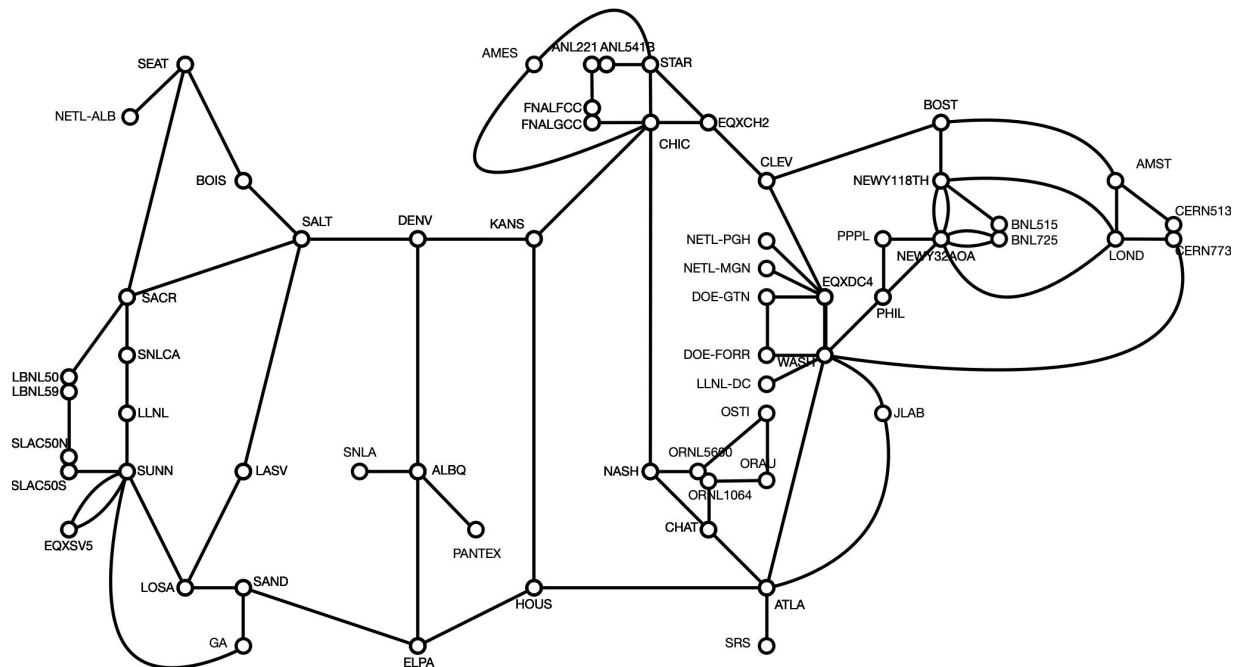 AMES
ANL221
ANL541B
STAR
SEAT
NETL-ALB
FNALFCC
FNALGCC
EQXCH2
CHIC
BOST
CLEV
AMST
BOIS
NEWY118TH
CERN513
SALT
DENV
KANS
NETL-PGH
PPPL
BNL515
BNL725
NEWY32AOA
LOND
CERN773
NETL-MGN
EQXDC4
SACR
DOE-GTN
PHIL
SNLCA
DOE-FORR
WASH
LBNL50
LBNL59
LLNL-DC
LLNL
OSTI
JLAB
SLAC50N
SNLA
ORNL5600
ORAU
SUNN
LASV
ALBQ
NASH
SLAC50S
ORNL1064
CHAT
EQXSV5
PANTEX
LOSA
SAND
HOUS
ATLA
GA
ELPA
SRS